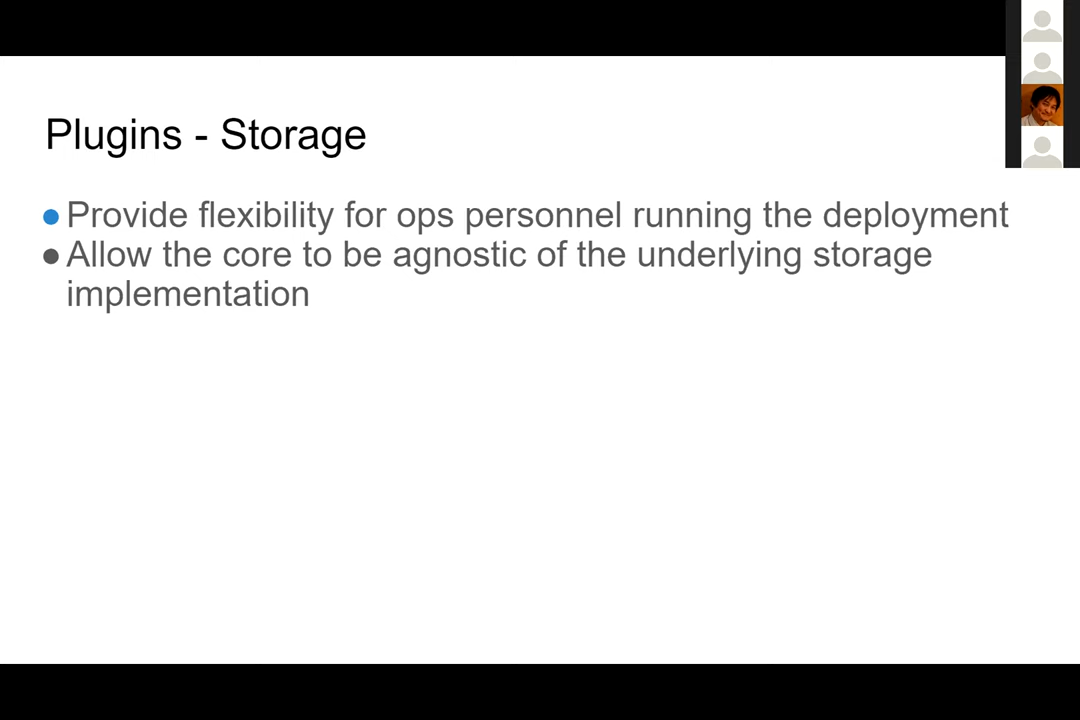 Plugins - Storage
● Provide flexibility for ops personnel running the deployment
● Allow the core to be agnostic of the underlying storage
implementation